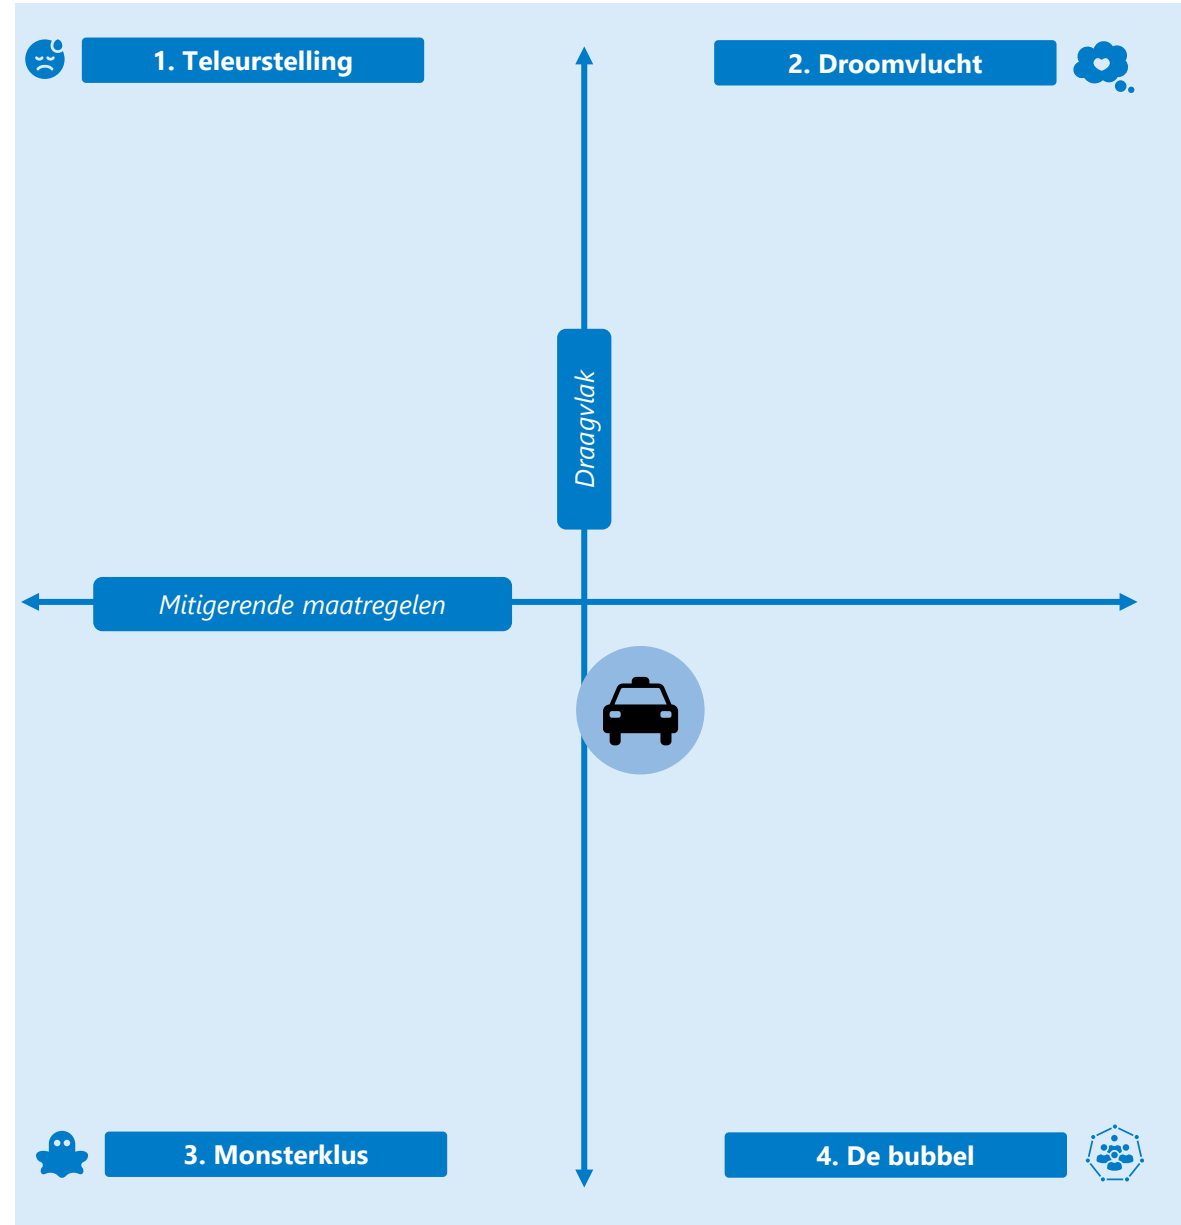 1. Teleurstelling
2. Droomvlucht
Draagvlak
Mitigerende maatregelen
3. Monsterklus
4. De bubbel